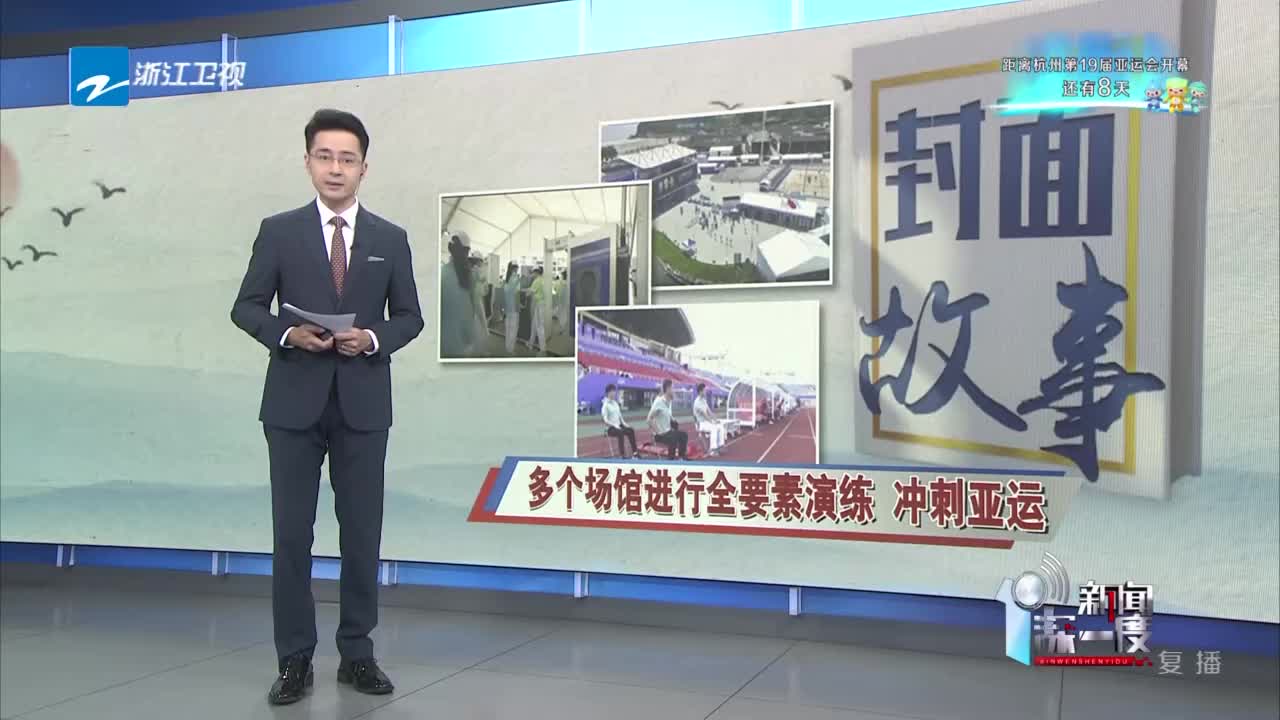 浙江卫视
距离杭州第19届亚运会开幕
还有8天
封面
故事
多个场馆进行全要素演练 冲刺亚运
新闻
深一度
XINWENSHENYIDU
复播